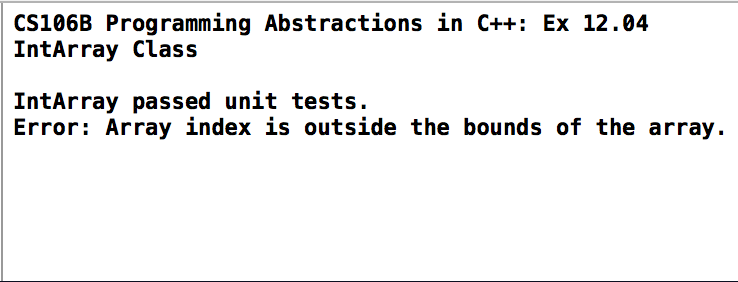 CS106B Programming Abstractions in C++: Ex 12.04
IntArray Class
IntArray passed unit tests.
Error: Array index is outside the bounds of the array.